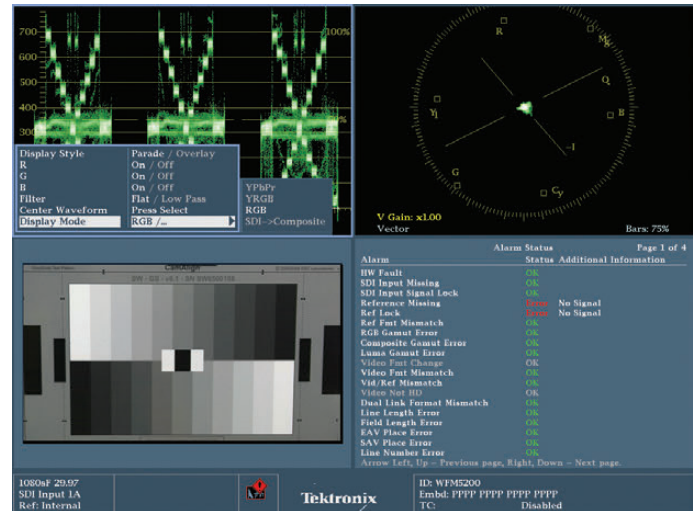 700
600
500
400
300
100%
Display Style Parade / Overlay
R On / Off
G On / Off
B On / Off
Filter Flat / Low Pass
Center Waveform Press Select
Display Mode RGB /...
YPbPr
YRGB
RGB
SDI->Composite
R
Q
B
-I
G
Cy
V Gain: x1.00
Vector
Bars: 75%
CamAlign
Alarm Status Page 1 of 4
Alarm Status Additional Information
HW Fault OK
SDI Input Missing OK
SDI Input Signal Lock OK
Reference Missing Error No Signal
Ref Lock Error No Signal
Ref Fmt Mismatch OK
RGB Gamut Error OK
Composite Gamut Error OK
Luma Gamut Error OK
Video Fmt Change OK
Video Fmt Mismatch OK
Vid/Ref Mismatch OK
Video Not HD OK
Dual Link Format Mismatch OK
Line Length Error OK
Field Length Error OK
EAV Place Error OK
SAV Place Error OK
Line Number Error OK
Arrow Left, Up - Previous page, Right, Down - Next page.
1080sF 29.97
SDI Input 1A
Ref: Internal
Tektronix
ID: WFM5200
Embd: PPPP PPPP PPPP PPPP
TC: Disabled